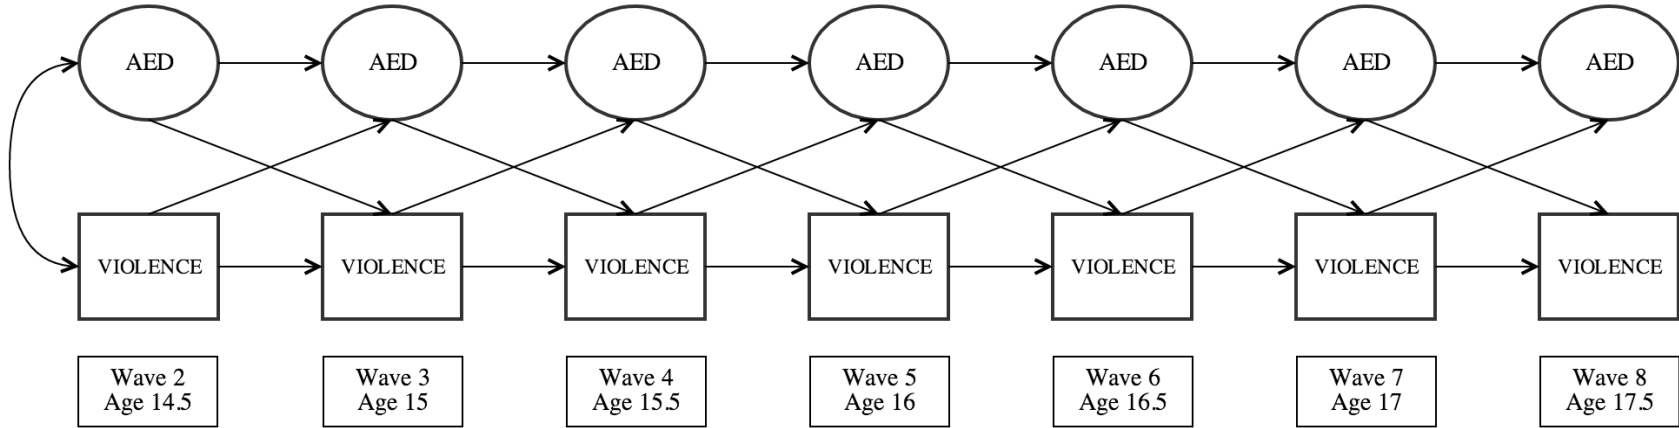 AED
AED
AED
AED
AED
AED
AED
VIOLENCE
VIOLENCE
VIOLENCE
VIOLENCE
VIOLENCE
VIOLENCE
VIOLENCE
Wave 2
Age 14.5
Wave 3
Age 15
Wave 4
Age 15.5
Wave 5
Age 16
Wave 6
Age 16.5
Wave 7
Age 17
Wave 8
Age 17.5